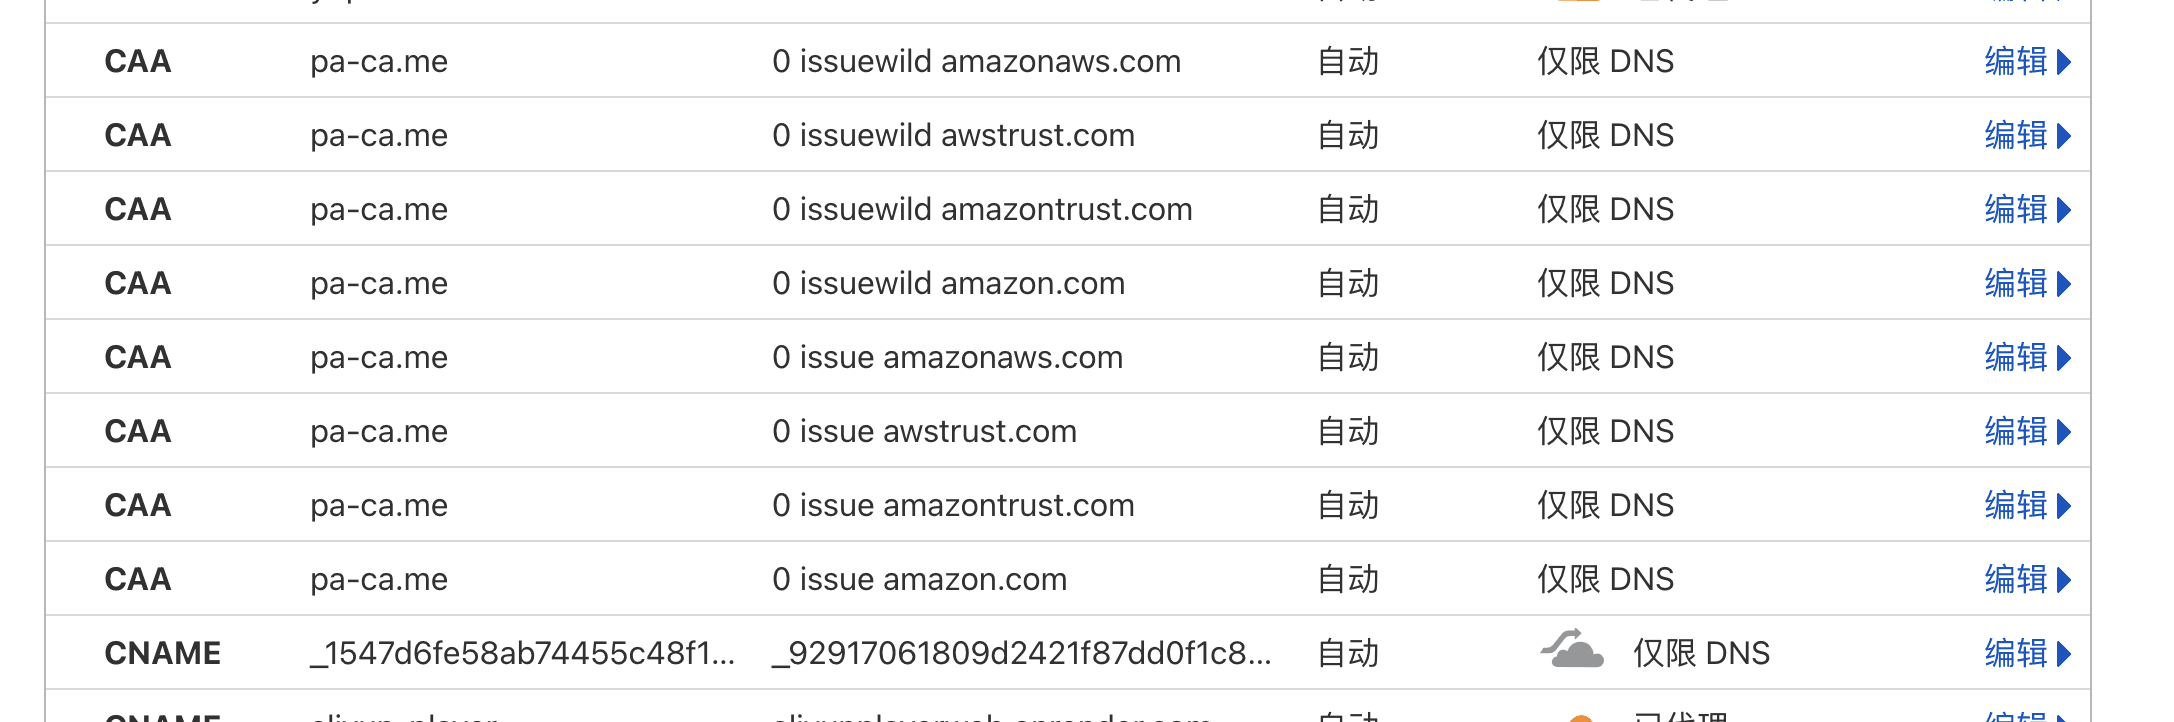 CAA pa-ca.me 0 issuewild amazonaws.com 自动 仅限 DNS 编辑
CAA pa-ca.me 0 issuewild awstrust.com 自动 仅限 DNS 编辑
CAA pa-ca.me 0 issuewild amazontrust.com 自动 仅限 DNS 编辑
CAA pa-ca.me 0 issuewild amazon.com 自动 仅限 DNS 编辑
CAA pa-ca.me 0 issue amazonaws.com 自动 仅限 DNS 编辑
CAA pa-ca.me 0 issue awstrust.com 自动 仅限 DNS 编辑
CAA pa-ca.me 0 issue amazontrust.com 自动 仅限 DNS 编辑
CAA pa-ca.me 0 issue amazon.com 自动 仅限 DNS 编辑
CNAME _1547d6fe58ab74455c48f1... _92917061809d2421f87dd0f1c8... 自动 仅限 DNS 编辑
CNAME 自动 已代理 编辑